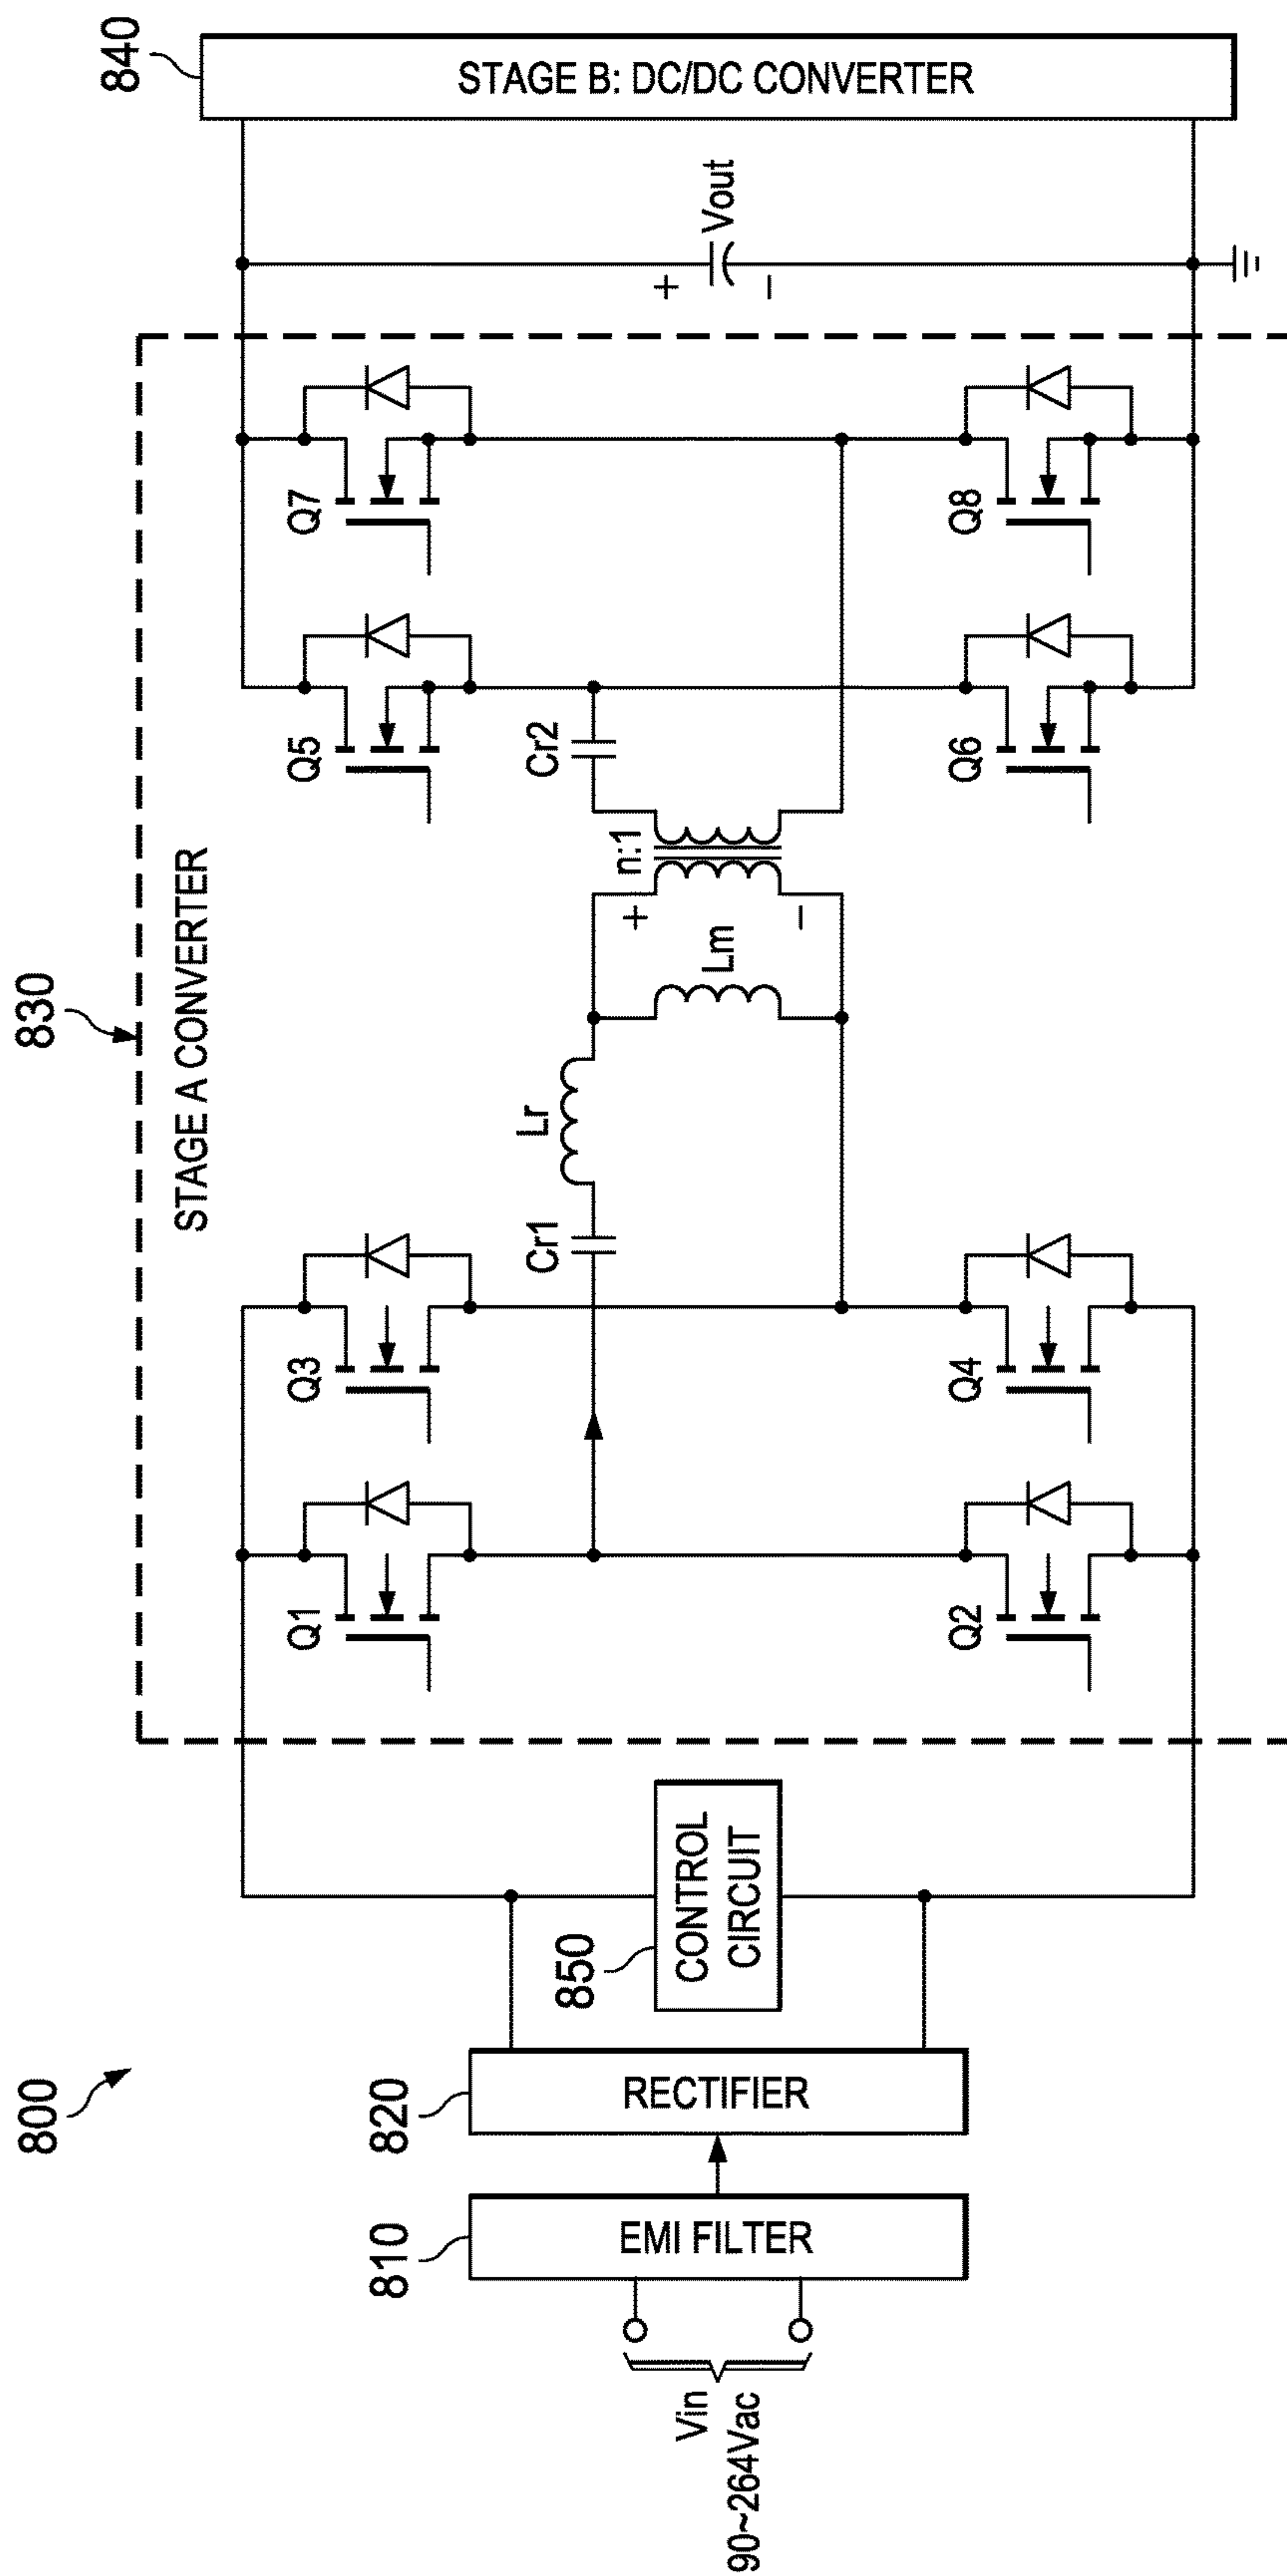 800
830
STAGE A CONVERTER
840
STAGE B: DC/DC CONVERTER
Vin
90~264Vac
810
EMI FILTER
820
RECTIFIER
850
CONTROL
CIRCUIT
Q1
Q3
Q2
Q4
Cr1
Lr
Lm
+
−
n:1
Cr2
Q5
Q7
Q6
Q8
+
Vout
−